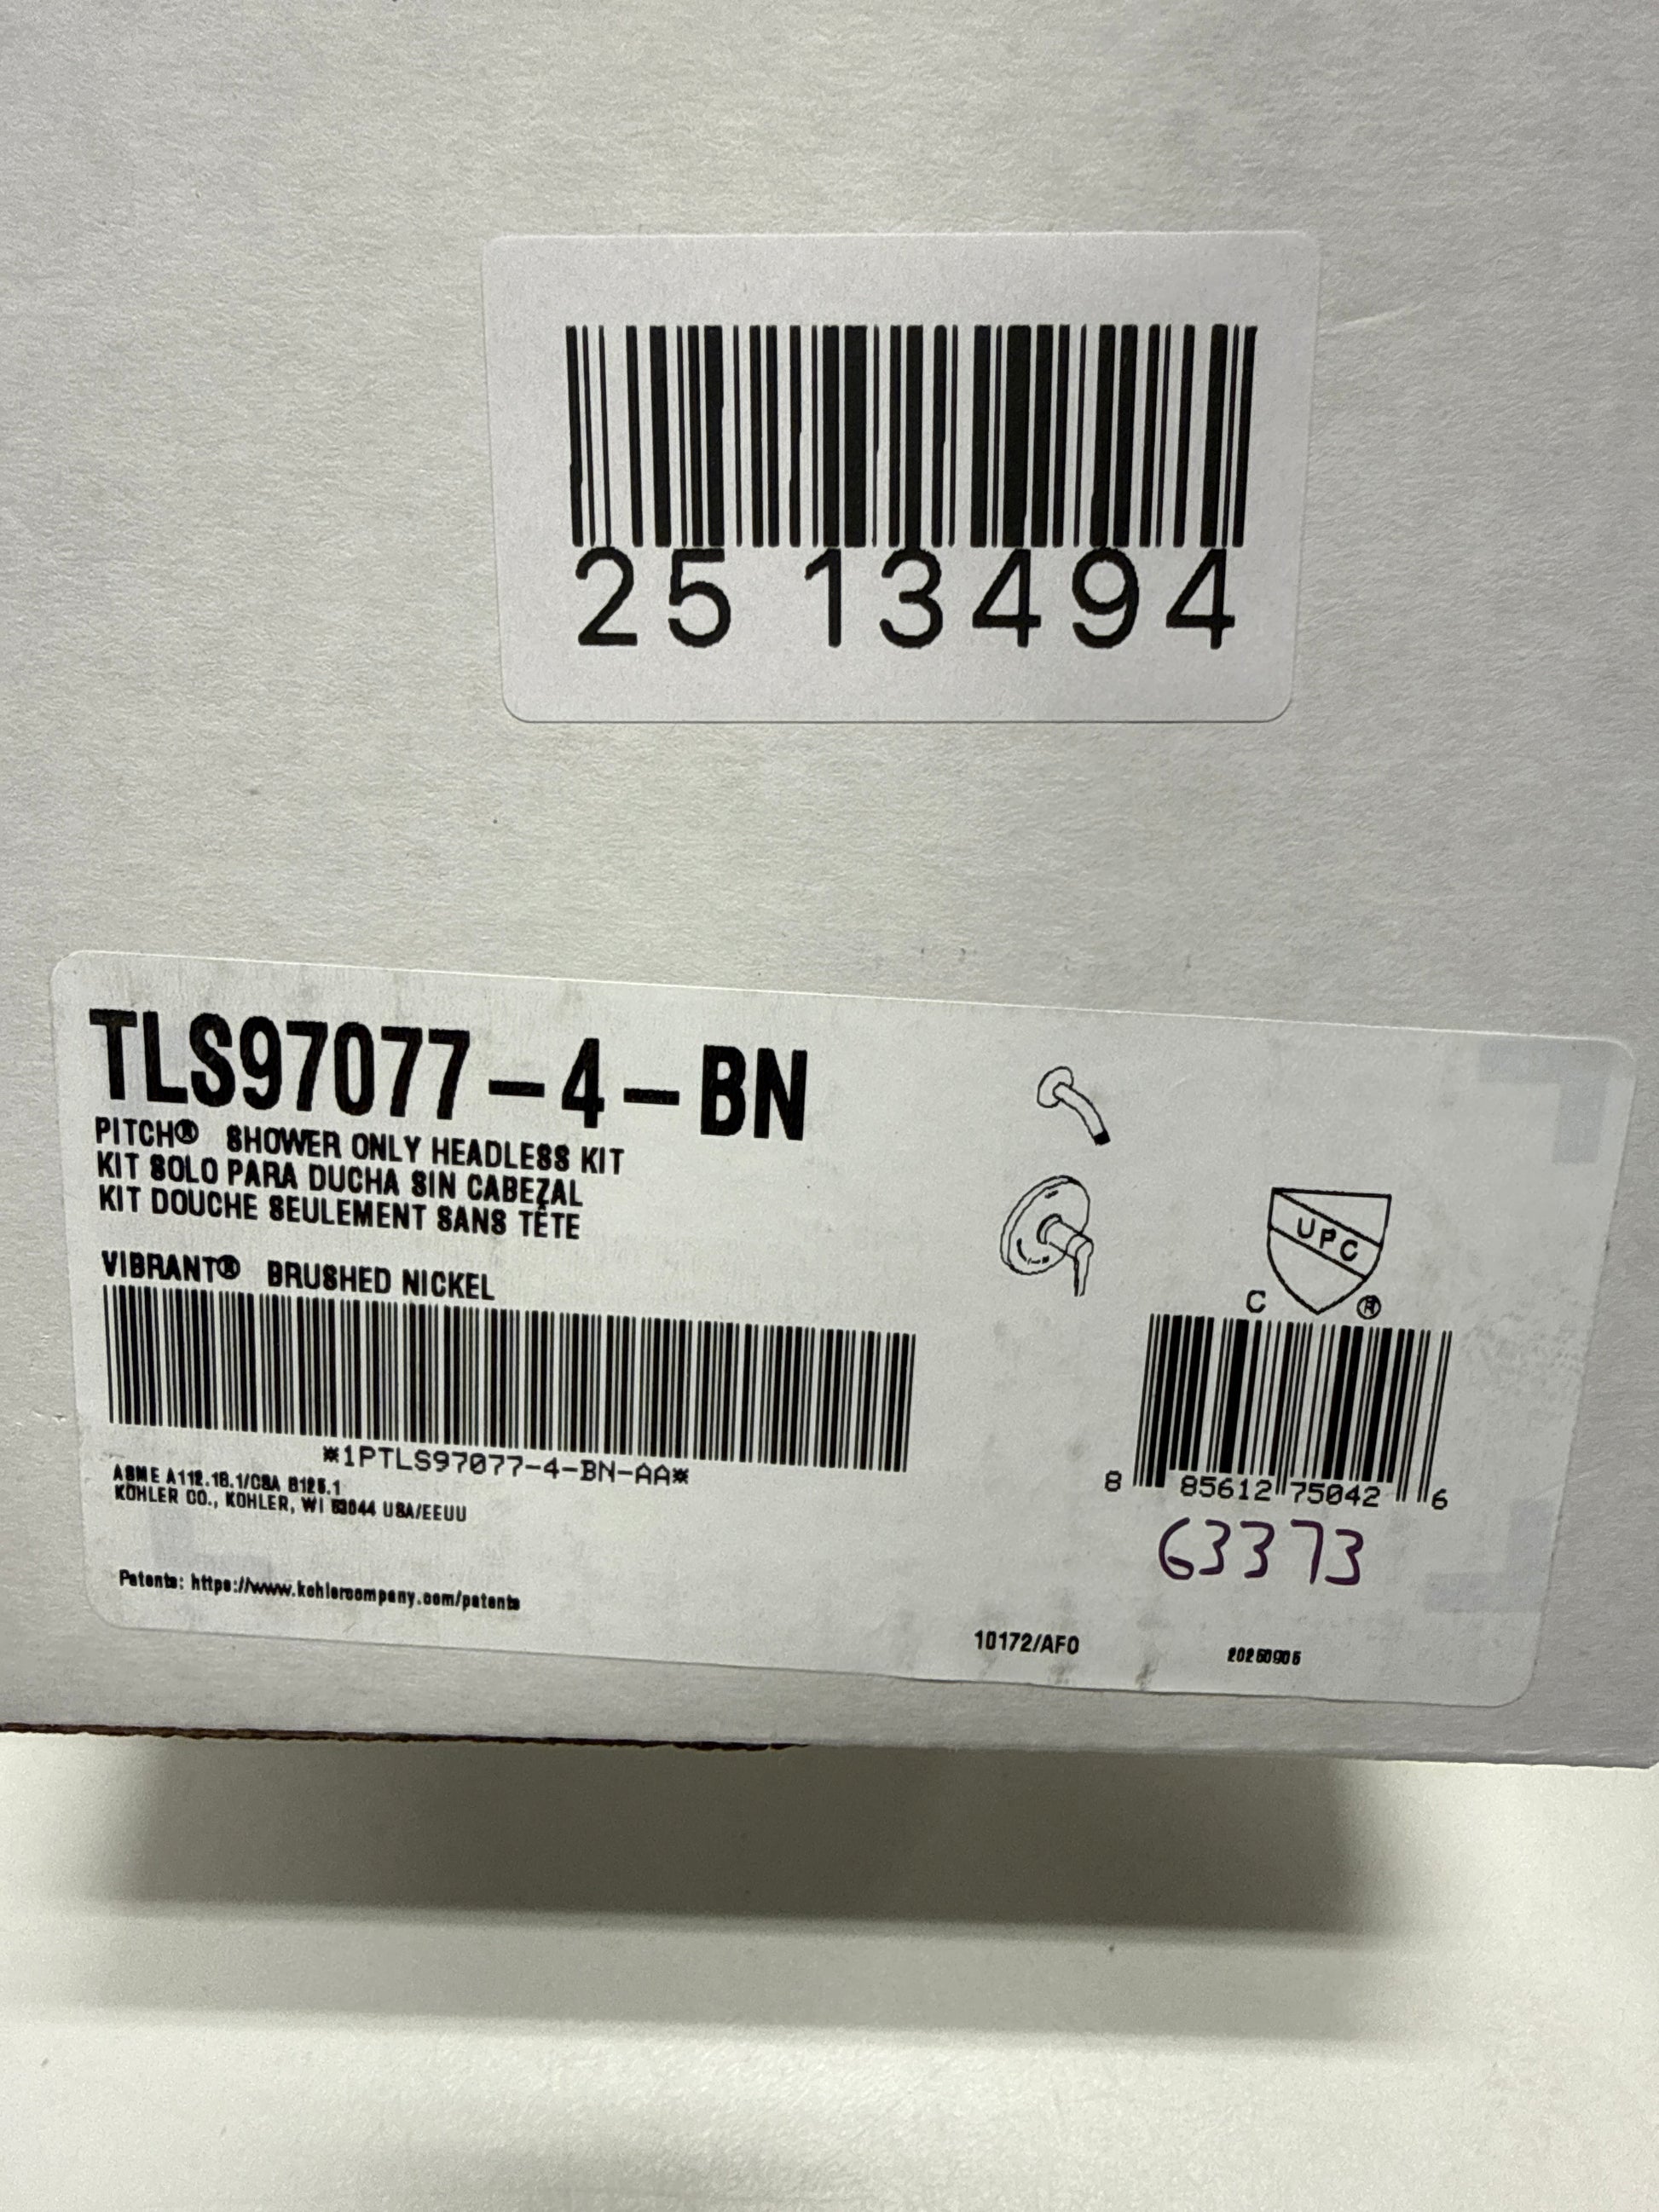 25 13494
TLS97077-4-BN
PITCH® SHOWER ONLY HEADLESS KIT
KIT SOLO PARA DUCHA SIN CABEZAL
KIT DOUCHE SEULEMENT SANS TÊTE
VIBRANT® BRUSHED NICKEL
*1PTLS97077-4-BN-AA*
ASME A112.18.1/CSA B125.1
KOHLER CO., KOHLER, WI 53044 USA/EEUU
Patents: https://www.kohlercompany.com/patents
UPC
C ®
8 85612 75042 6
63373
10172/AFO
20250905